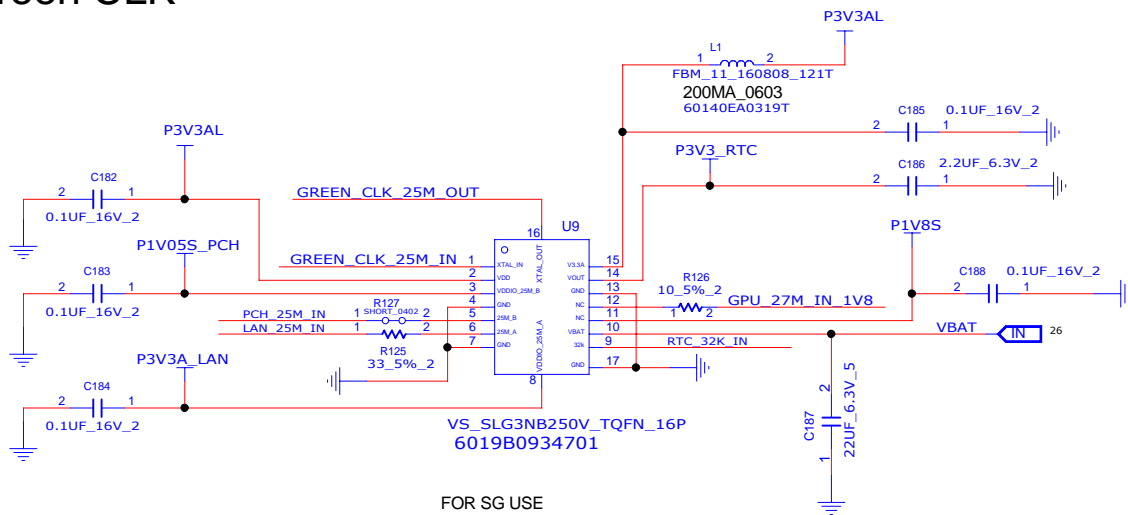 P3V3AL
L1
1 2
FBM_11_160808_121T
200MA_0603
60140EA0319T
C185
0.1UF_16V_2
2 1
P3V3AL
P3V3_RTC
C186
2.2UF_6.3V_2
2 1
C182
2 1
0.1UF_16V_2
GREEN_CLK_25M_OUT
P1V8S
U9
16
P1V05S_PCH
GREEN_CLK_25M_IN
1 XTAL_IN
XTAL_OUT
V3.3A 15
2 VDD
VOUT 14
C183
2 1
0.1UF_16V_2
3 VDDIO_25M_B
GND 13
R126
10_5%_2
1 2
GPU_27M_IN_1V8
C188
0.1UF_16V_2
2 1
4 GND
NC 12
PCH_25M_IN
R127
SHORT_0402
1 2
5 25M_B
NC 11
LAN_25M_IN
1 2
R125
33_5%_2
6 25M_A
VBAT 10
VBAT
IN
26
7 GND
32k 9
RTC_32K_IN
VDDIO_25M_A
8
GND 17
P3V3A_LAN
C184
2 1
0.1UF_16V_2
2
C187
22UF_6.3V_5
1
VS_SLG3NB250V_TQFN_16P
6019B0934701
FOR SG USE